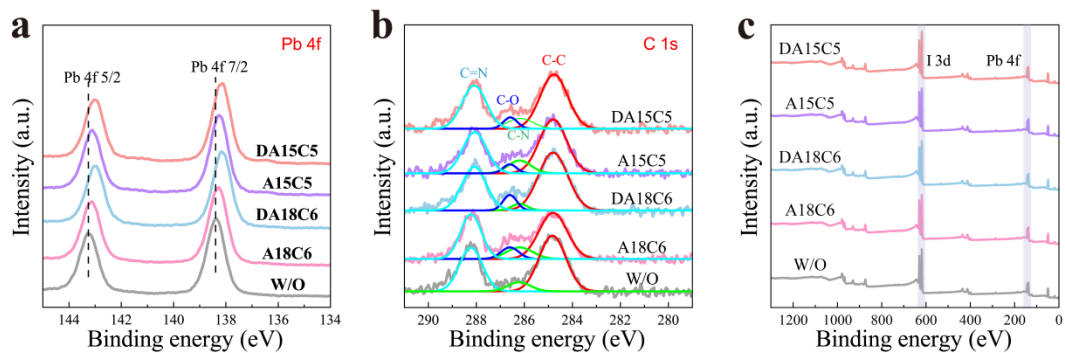 a
Pb 4f
Pb 4f 5/2
Pb 4f 7/2
DA15C5
A15C5
DA18C6
A18C6
W/O
Intensity (a.u.)
144 142 140 138 136 134
Binding energy (eV)
b
C 1s
C=N
C-O
C-N
C-C
DA15C5
A15C5
DA18C6
A18C6
W/O
Intensity (a.u.)
290 288 286 284 282 280
Binding energy (eV)
c
DA15C5
I 3d
Pb 4f
A15C5
DA18C6
A18C6
W/O
Intensity (a.u.)
1200 1000 800 600 400 200 0
Binding energy (eV)